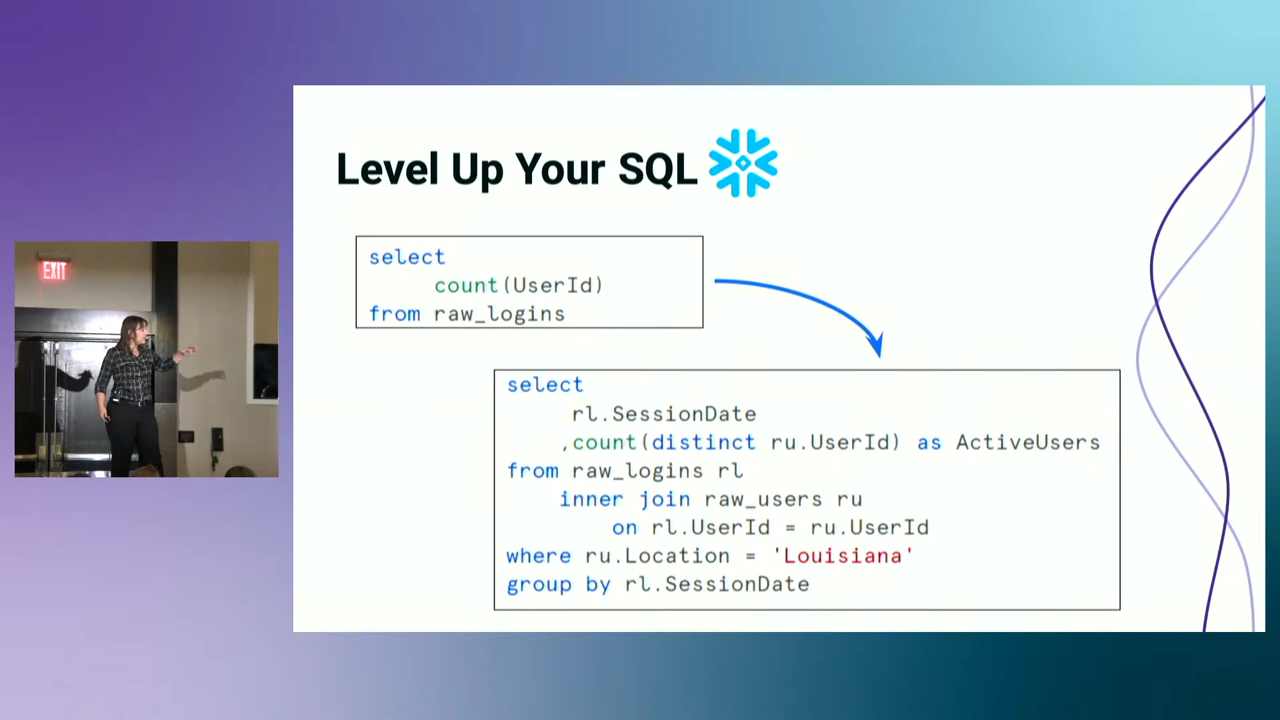 Level Up Your SQL
select
count(UserId)
from raw_logins
select
rl.SessionDate
,count(distinct ru.UserId) as ActiveUsers
from raw_logins rl
inner join raw_users ru
on rl.UserId = ru.UserId
where ru.Location = 'Louisiana'
group by rl.SessionDate
EXIT